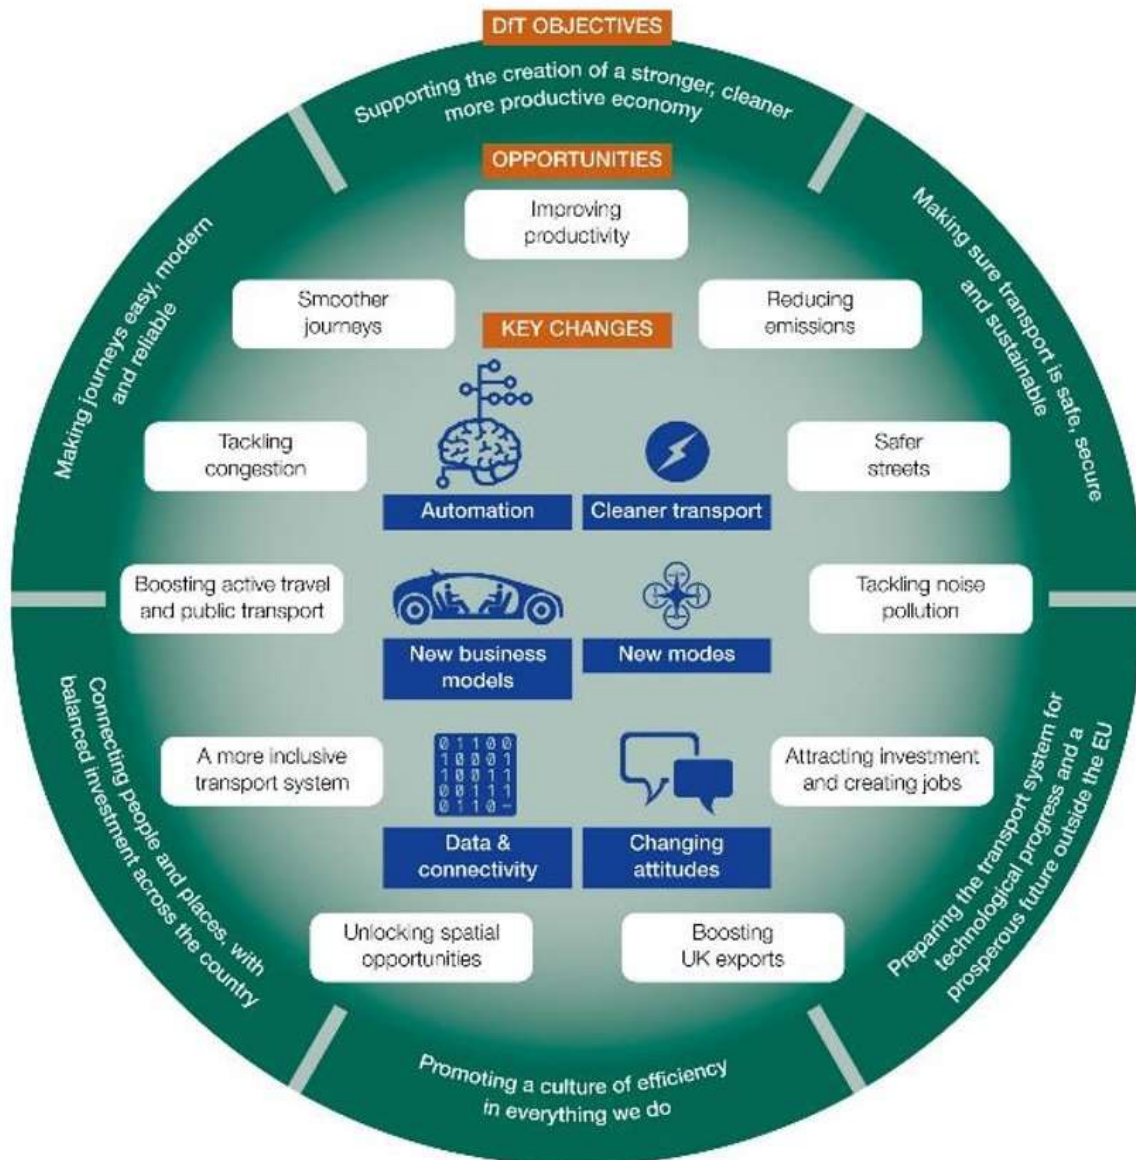 DfT OBJECTIVES
Supporting the creation of a stronger, cleaner
more productive economy
Making sure transport is safe, secure
and sustainable
Preparing the transport system for
technological progress and a
prosperous future outside the EU
Promoting a culture of efficiency
in everything we do
Connecting people and places, with
balanced investment across the country
Making journeys easy, modern
and reliable
OPPORTUNITIES
Improving
productivity
Reducing
emissions
Safer
streets
Tackling noise
pollution
Attracting investment
and creating jobs
Boosting
UK exports
Unlocking spatial
opportunities
A more inclusive
transport system
Boosting active travel
and public transport
Tackling
congestion
Smoother
journeys
KEY CHANGES
Automation
Cleaner transport
New business
models
New modes
01100
10001
10011
00111
0110–
Data &
connectivity
Changing
attitudes